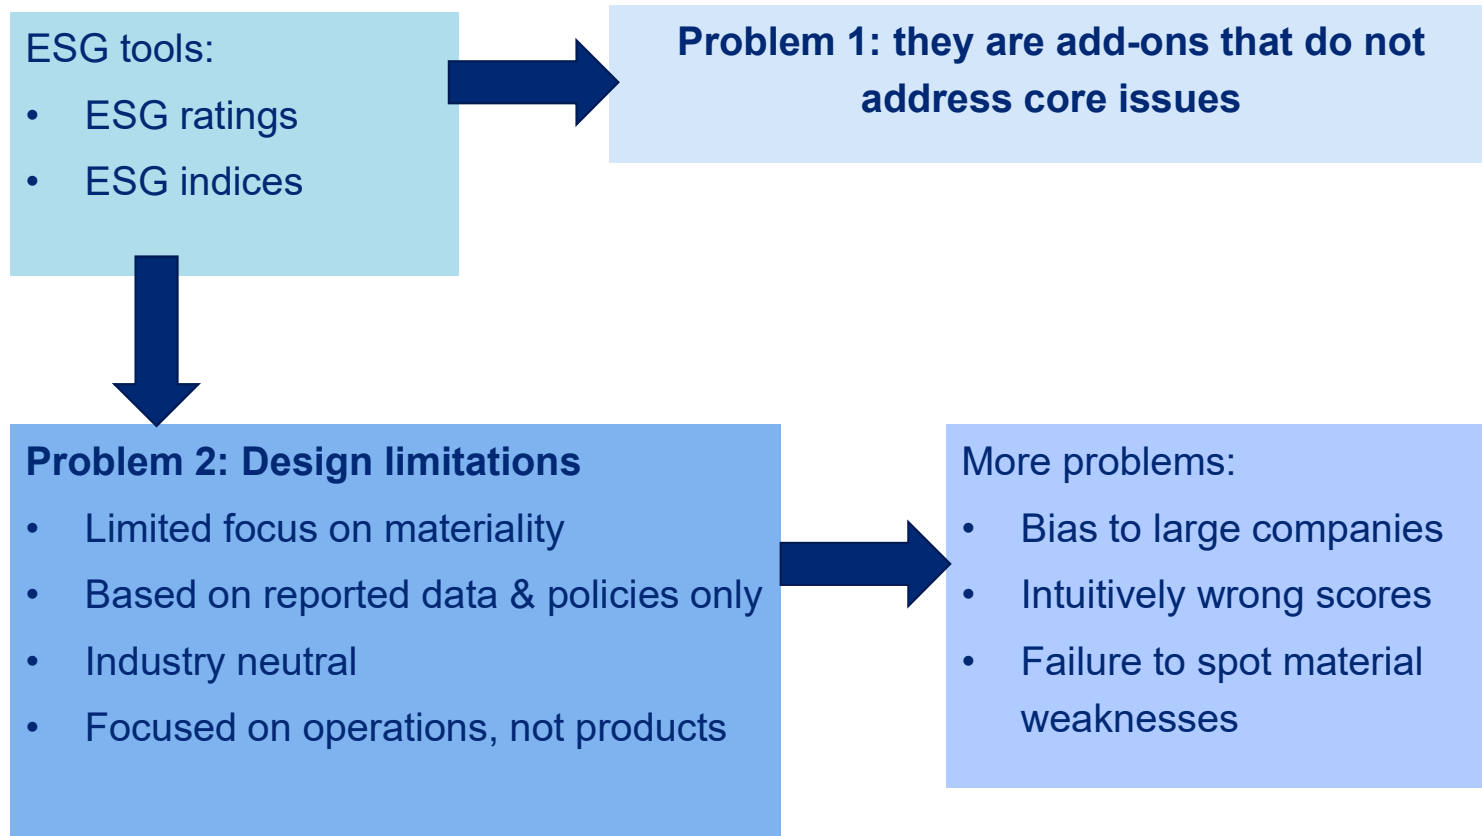 ESG tools:
• ESG ratings
• ESG indices
Problem 1: they are add-ons that do not
address core issues
Problem 2: Design limitations
• Limited focus on materiality
• Based on reported data & policies only
• Industry neutral
• Focused on operations, not products
More problems:
• Bias to large companies
• Intuitively wrong scores
• Failure to spot material
weaknesses